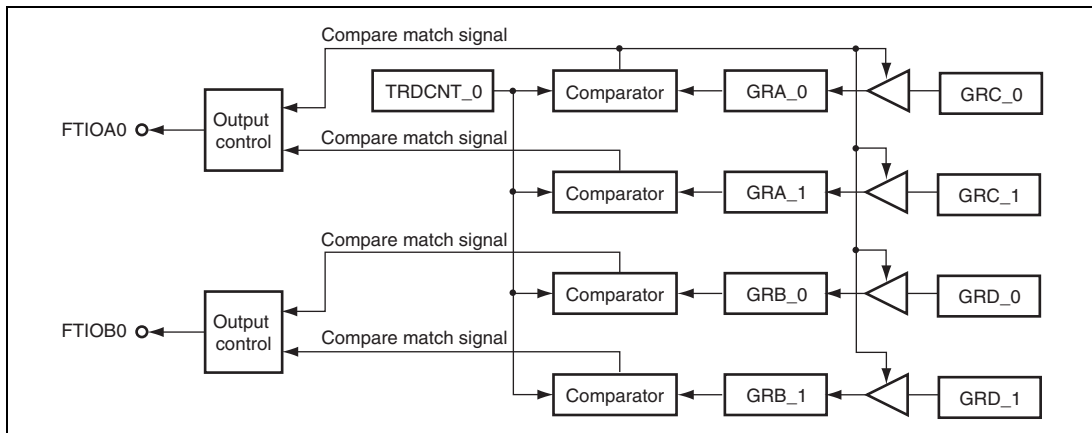 Compare match signal
TRDCNT_0
Comparator
GRA_0
GRC_0
FTIOA0
Output
control
Compare match signal
Comparator
GRA_1
GRC_1
Compare match signal
Comparator
GRB_0
GRD_0
FTIOB0
Output
control
Compare match signal
Comparator
GRB_1
GRD_1